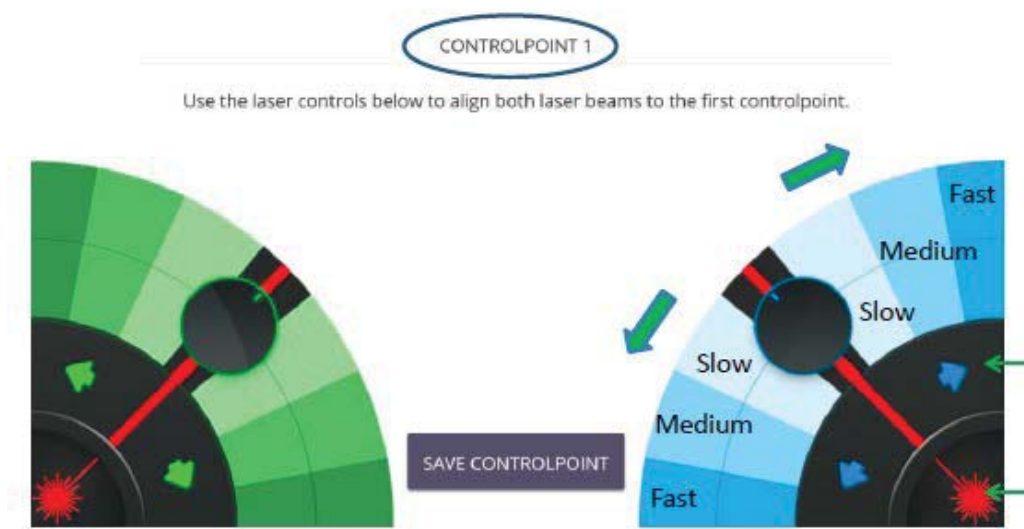 CONTROLPOINT 1
Use the laser controls below to align both laser beams to the first controlpoint.
Fast
Medium
Slow
Slow
Medium
Fast
SAVE CONTROLPOINT